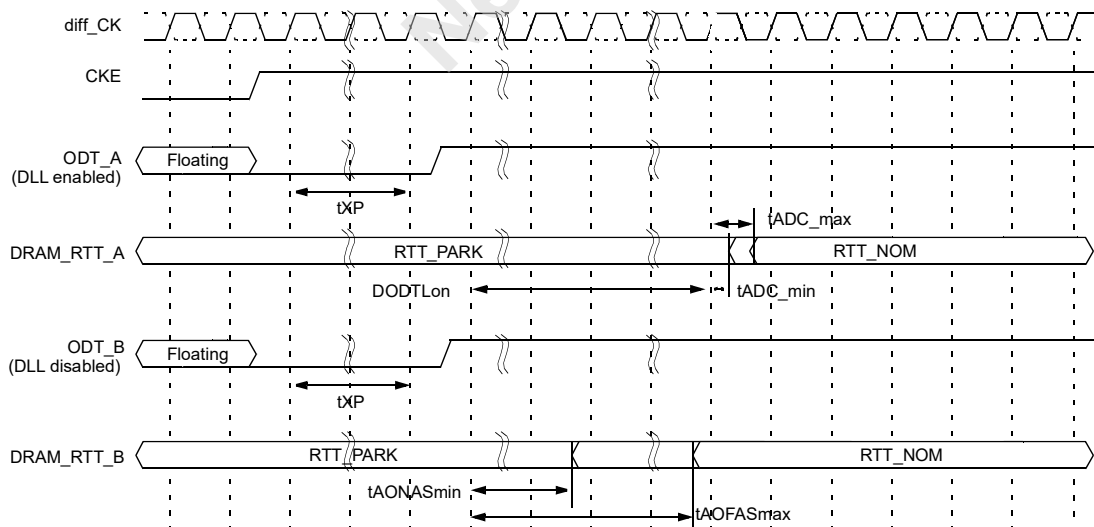 diff_CK
CKE
ODT_A
(DLL enabled)
Floating
tXP
tADC_max
DRAM_RTT_A
RTT_PARK
RTT_NOM
DODTLon
tADC_min
ODT_B
(DLL disabled)
Floating
tXP
DRAM_RTT_B
RTT_PARK
RTT_NOM
tAONASmin
tAOFASmax